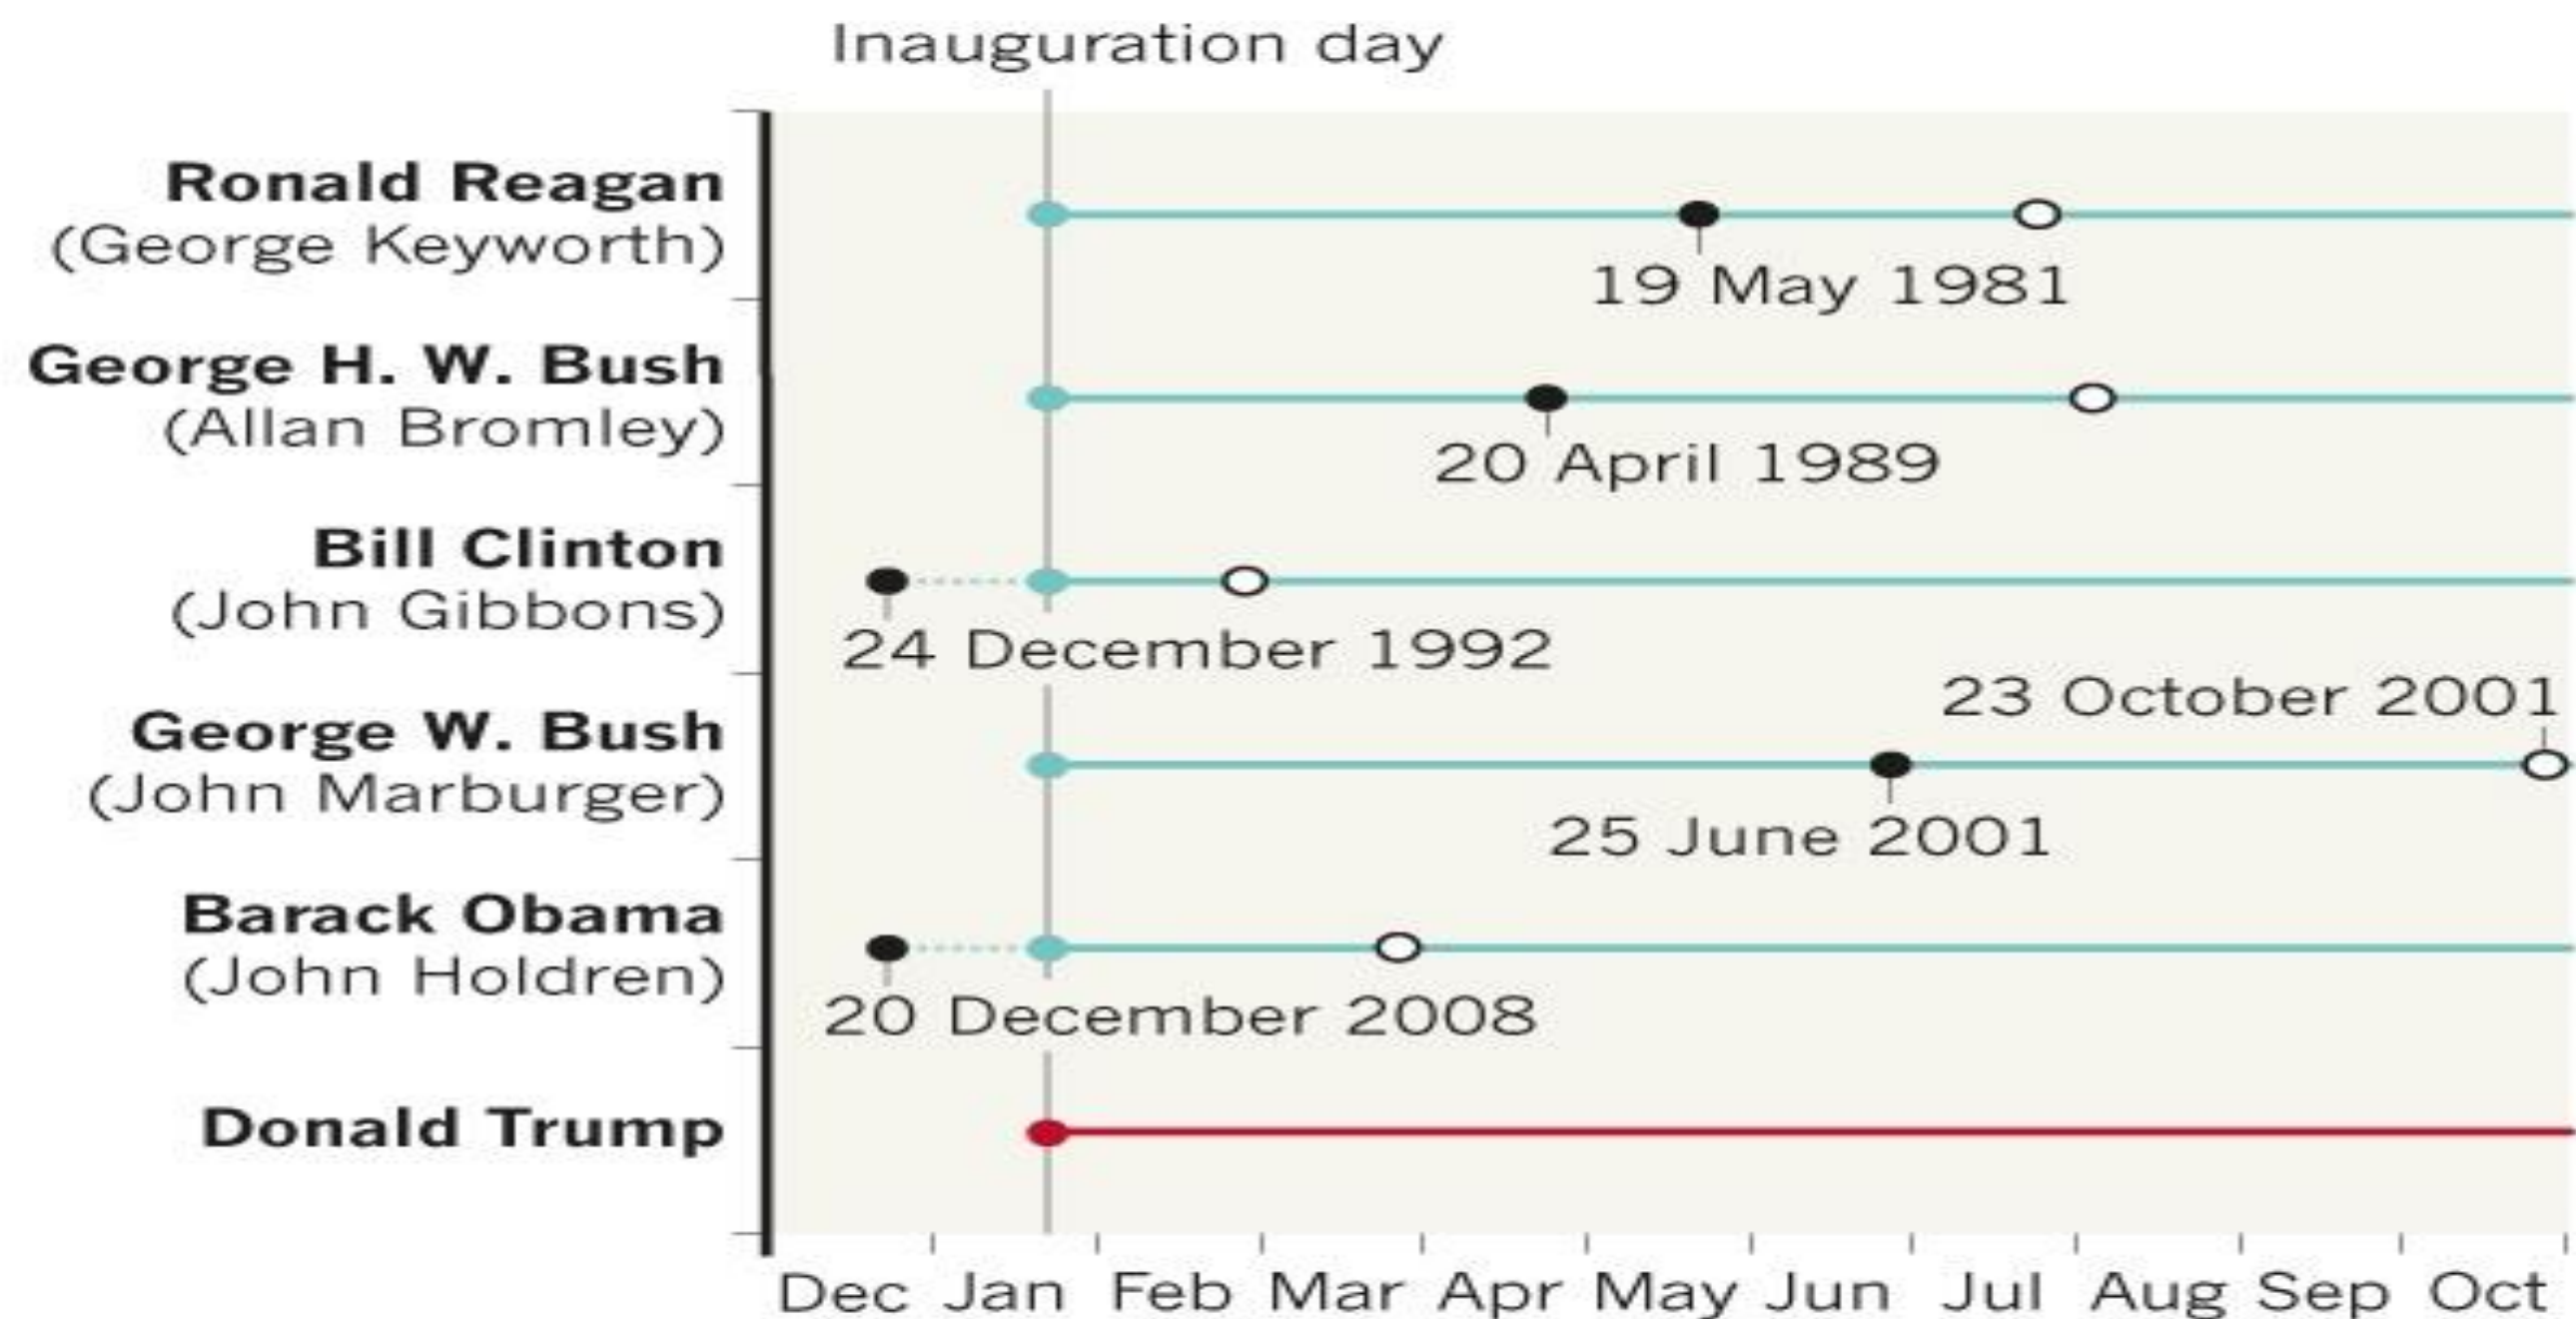 Inauguration day
Ronald Reagan
(George Keyworth)
19 May 1981
George H. W. Bush
(Allan Bromley)
20 April 1989
Bill Clinton
(John Gibbons)
24 December 1992
23 October 2001
George W. Bush
(John Marburger)
25 June 2001
Barack Obama
(John Holdren)
20 December 2008
Donald Trump
Dec Jan Feb Mar Apr May Jun Jul Aug Sep Oct